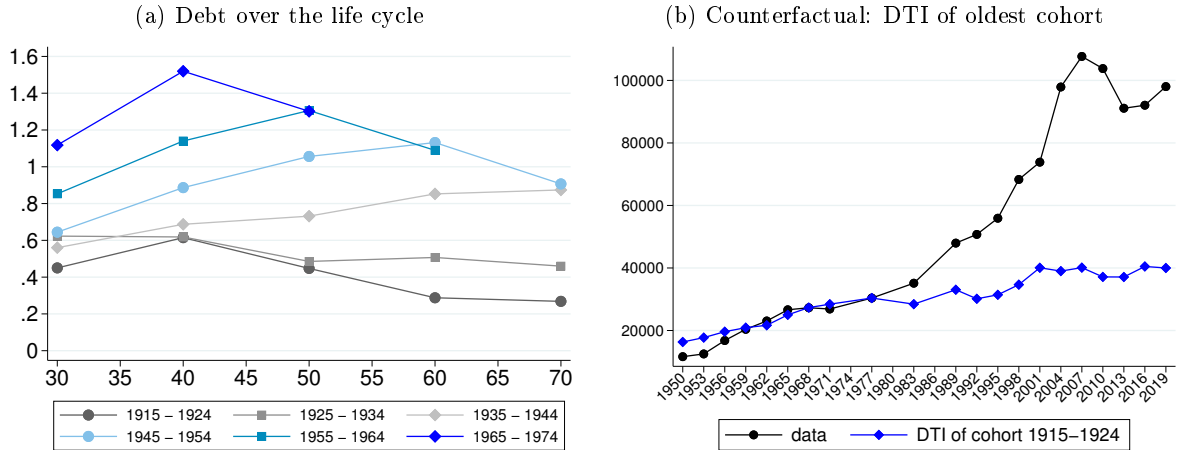 (a) Debt over the life cycle
1.6
1.4
1.2
1
.8
.6
.4
.2
0
30 35 40 45 50 55 60 65 70
1915 – 1924 1925 – 1934 1935 – 1944
1945 – 1954 1955 – 1964 1965 – 1974
(b) Counterfactual: DTI of oldest cohort
100000
80000
60000
40000
20000
1950 1953 1956 1959 1962 1965 1968 1971 1974 1977 1980 1983 1986 1989 1992 1995 1998 2001 2004 2007 2010 2013 2016 2019
data DTI of cohort 1915–1924